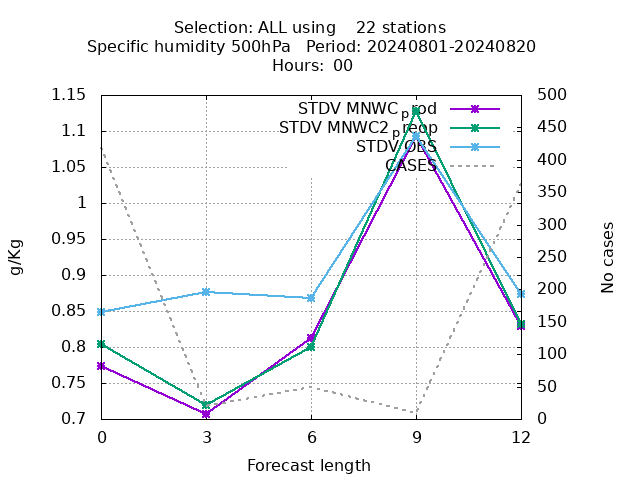 Selection: ALL using 22 stations
Specific humidity 500hPa Period: 20240801-20240820
Hours: 00
STDV MNWC_prod
STDV MNWC2_preop
STDV OBS
CASES
g/Kg
1.15
1.1
1.05
1
0.95
0.9
0.85
0.8
0.75
0.7
500
450
400
350
300
250
200
150
100
50
0
No cases
0 3 6 9 12
Forecast length